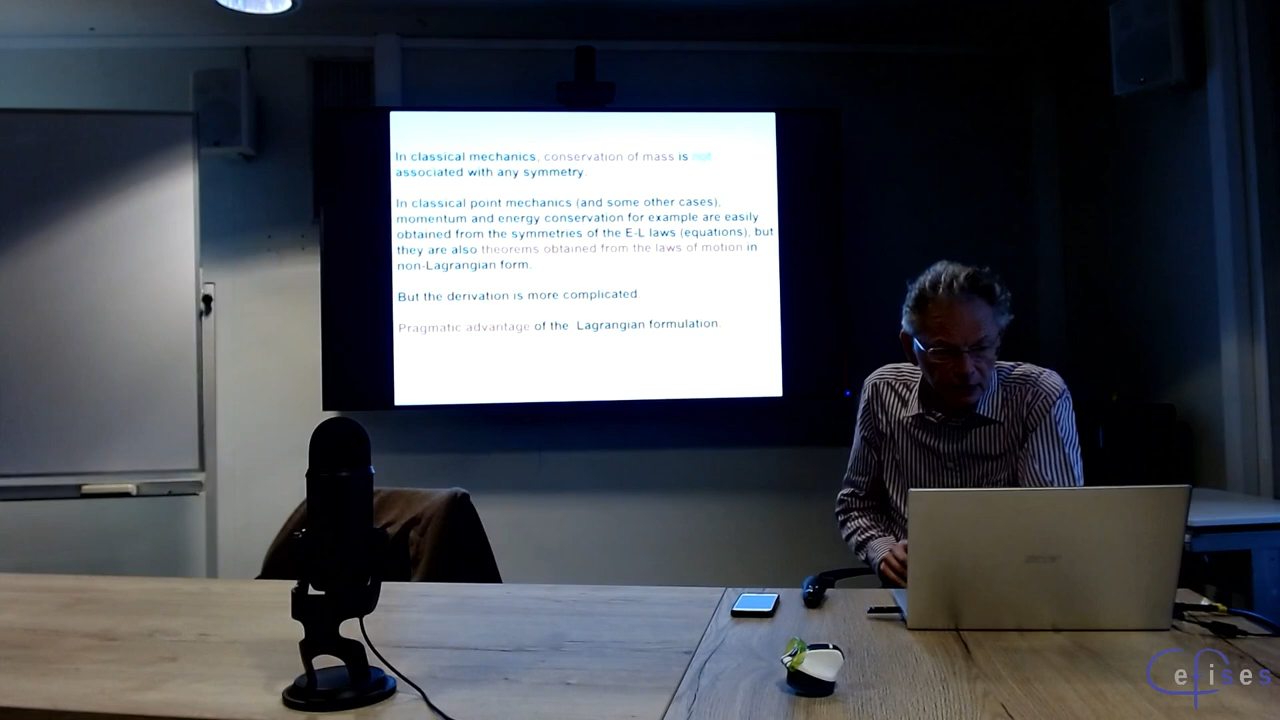 In classical mechanics, conservation of mass is not
associated with any symmetry.
In classical point mechanics (and some other cases),
momentum and energy conservation for example are easily
obtained from the symmetries of the E-L laws (equations), but
they are also theorems obtained from the laws of motion in
non-Lagrangian form.
But the derivation is more complicated
Pragmatic advantage of the Lagrangian formulation.
acer
Cefises